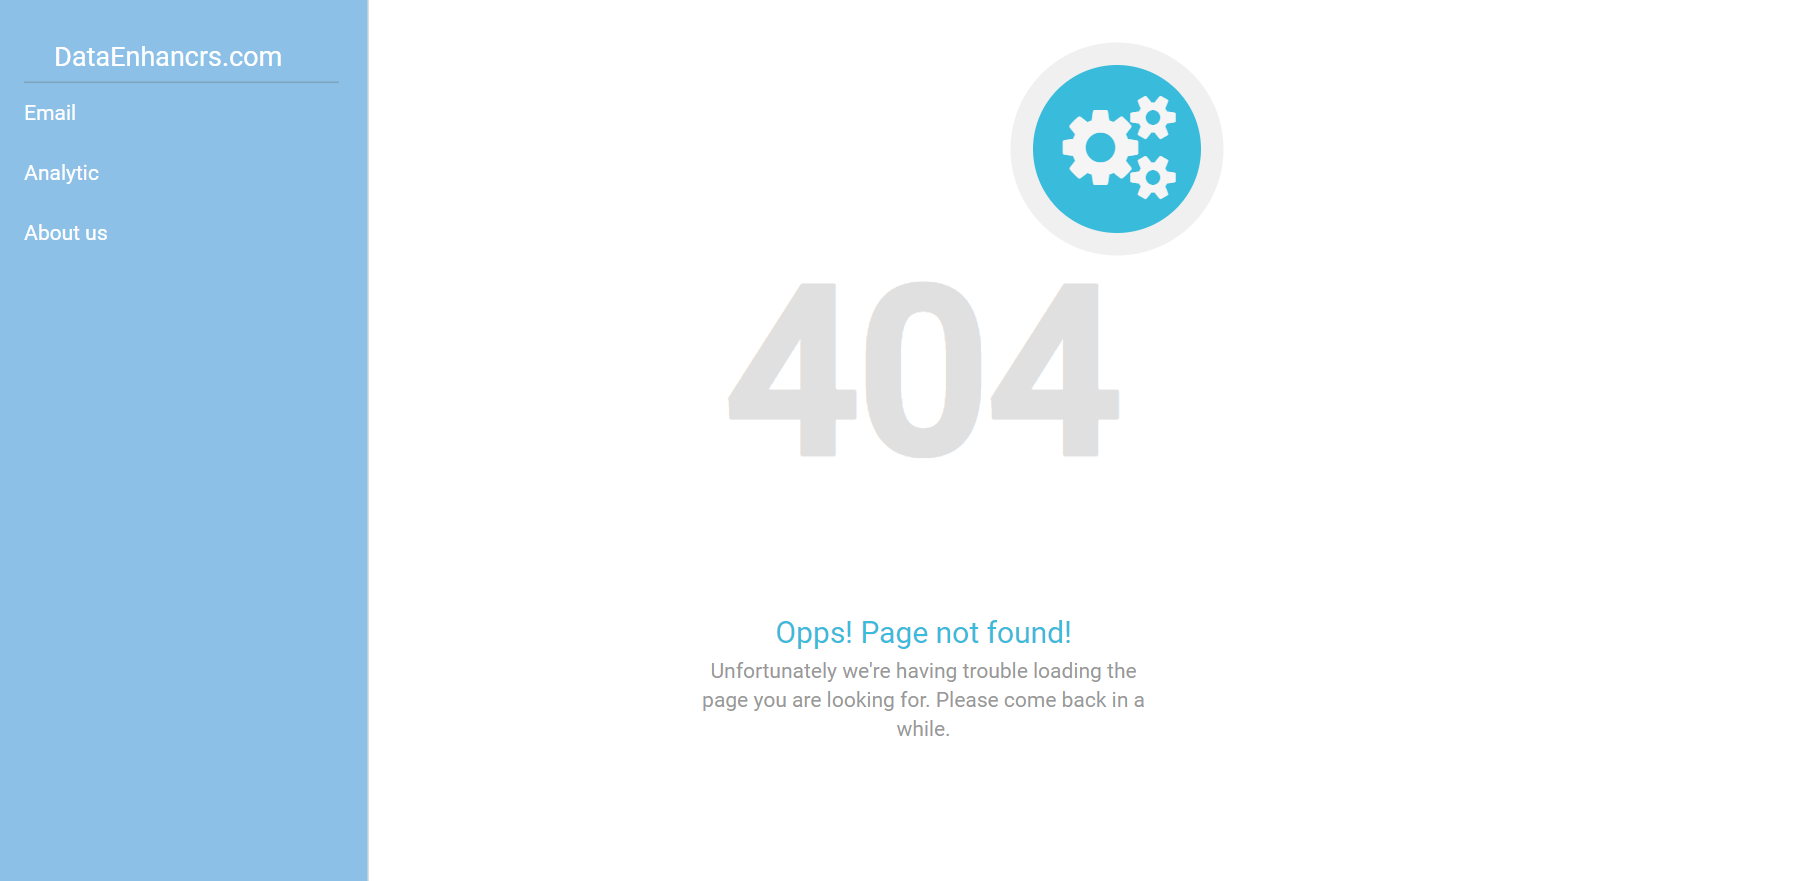 DataEnhancrs.com
Email
Analytic
About us
404
Opps! Page not found!
Unfortunately we're having trouble loading the
page you are looking for. Please come back in a
while.